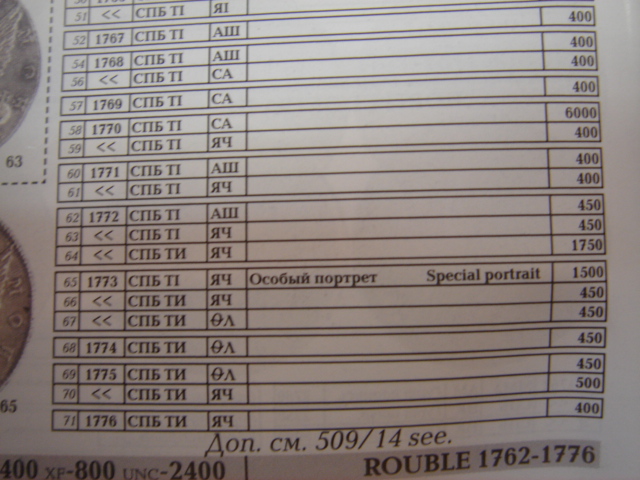 51 << СПБ ТІ ЯІ
52 1767 СПБ ТІ АШ 400
54 1768 СПБ ТІ АШ 400
56 << СПБ ТІ СА 400
57 1769 СПБ ТІ СА 400
58 1770 СПБ ТІ СА 6000
59 << СПБ ТІ ЯЧ 400
60 1771 СПБ ТІ АШ 400
61 << СПБ ТІ ЯЧ 400
62 1772 СПБ ТІ АШ 450
63 << СПБ ТІ ЯЧ 450
64 << СПБ ТИ ЯЧ 1750
65 1773 СПБ ТІ ЯЧ Особый портрет Special portrait 1500
66 << СПБ ТИ ЯЧ 450
67 << СПБ ТИ ѲЛ 450
68 1774 СПБ ТИ ѲЛ 450
69 1775 СПБ ТИ ѲЛ 450
70 << СПБ ТИ ЯЧ 500
71 1776 СПБ ТИ ЯЧ 400
63
65
Доп. см. 509/14 see.
400 XF-800 UNC-2400 ROUBLE 1762-1776